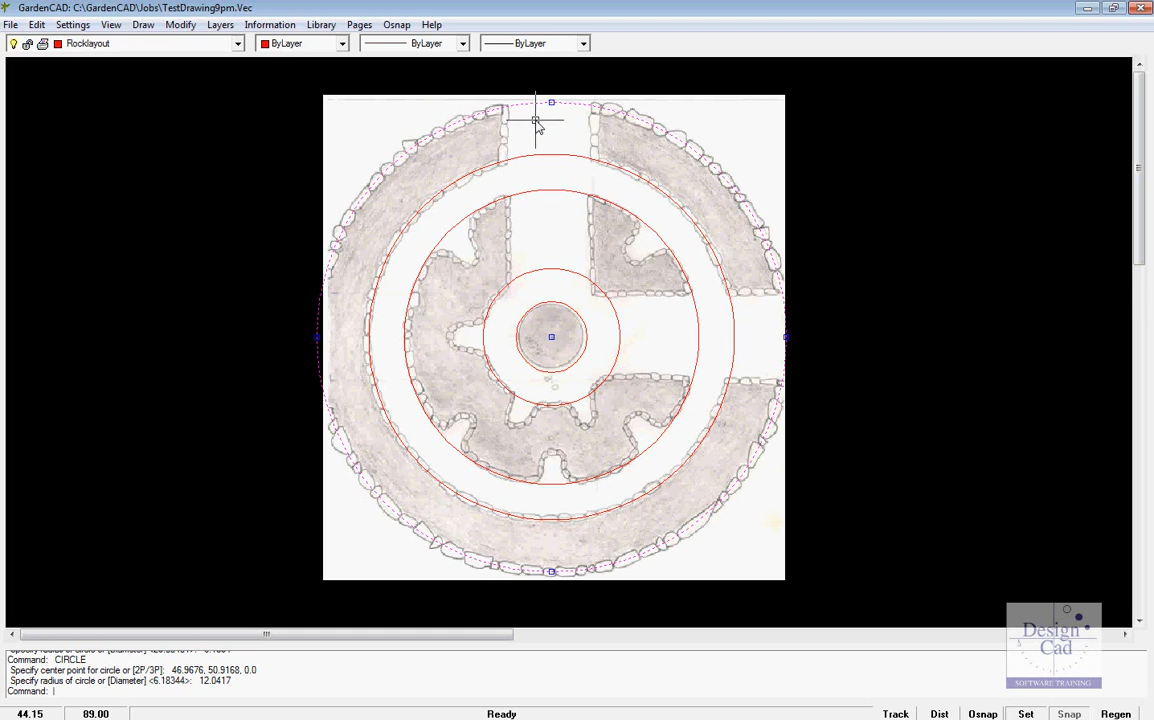 GardenCAD: C:\GardenCAD\Jobs\TestDrawing9pm.Vec
File Edit Settings View Draw Modify Layers Information Library Pages Osnap Help
Rocklayout ByLayer ByLayer ByLayer
Command: CIRCLE
Specify center point for circle or [2P/3P]: 46.9676, 50.9168, 0.0
Specify radius of circle or [Diameter] <6.18344>: 12.0417
Command:
Design
Cad
SOFTWARE TRAINING
44.15 89.00 Ready Track Dist Osnap Set Snap Regen